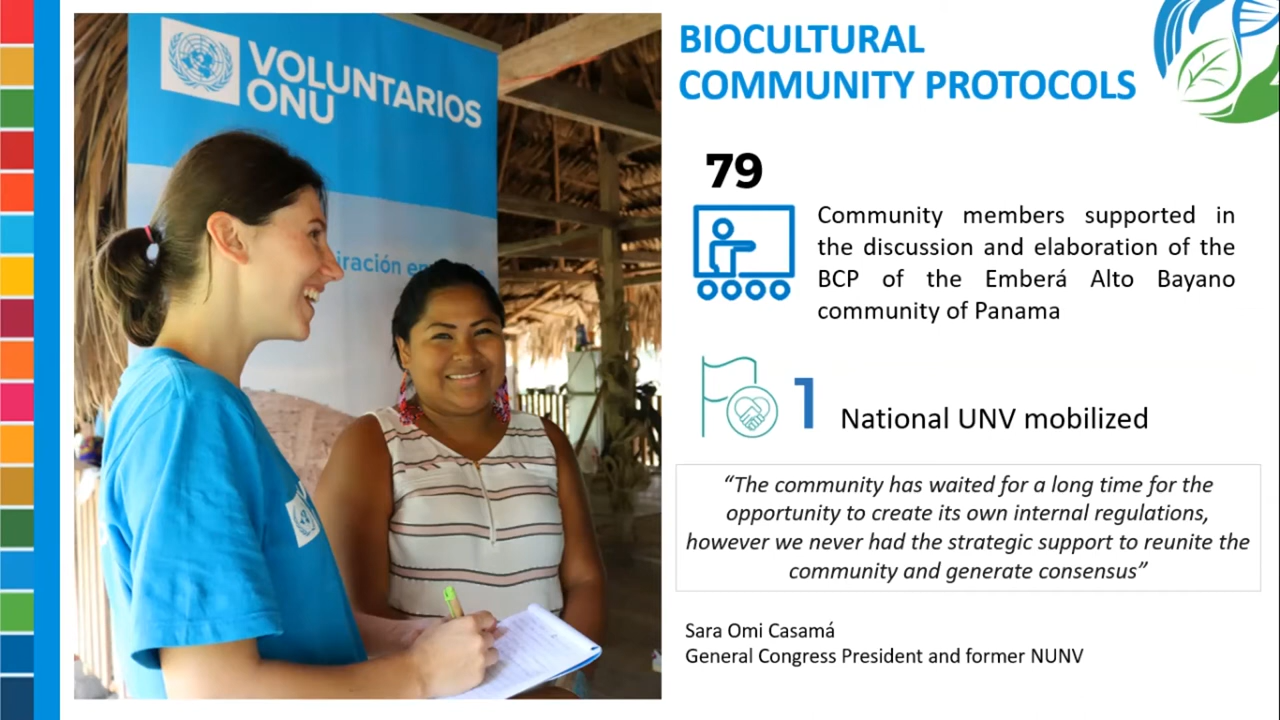 VOLUNTARIOS
ONU
BIOCULTURAL
COMMUNITY PROTOCOLS
79
Community members supported in
the discussion and elaboration of the
BCP of the Emberá Alto Bayano
community of Panama
1 National UNV mobilized
“The community has waited for a long time for the
opportunity to create its own internal regulations,
however we never had the strategic support to reunite the
community and generate consensus”
Sara Omi Casamá
General Congress President and former NUNV